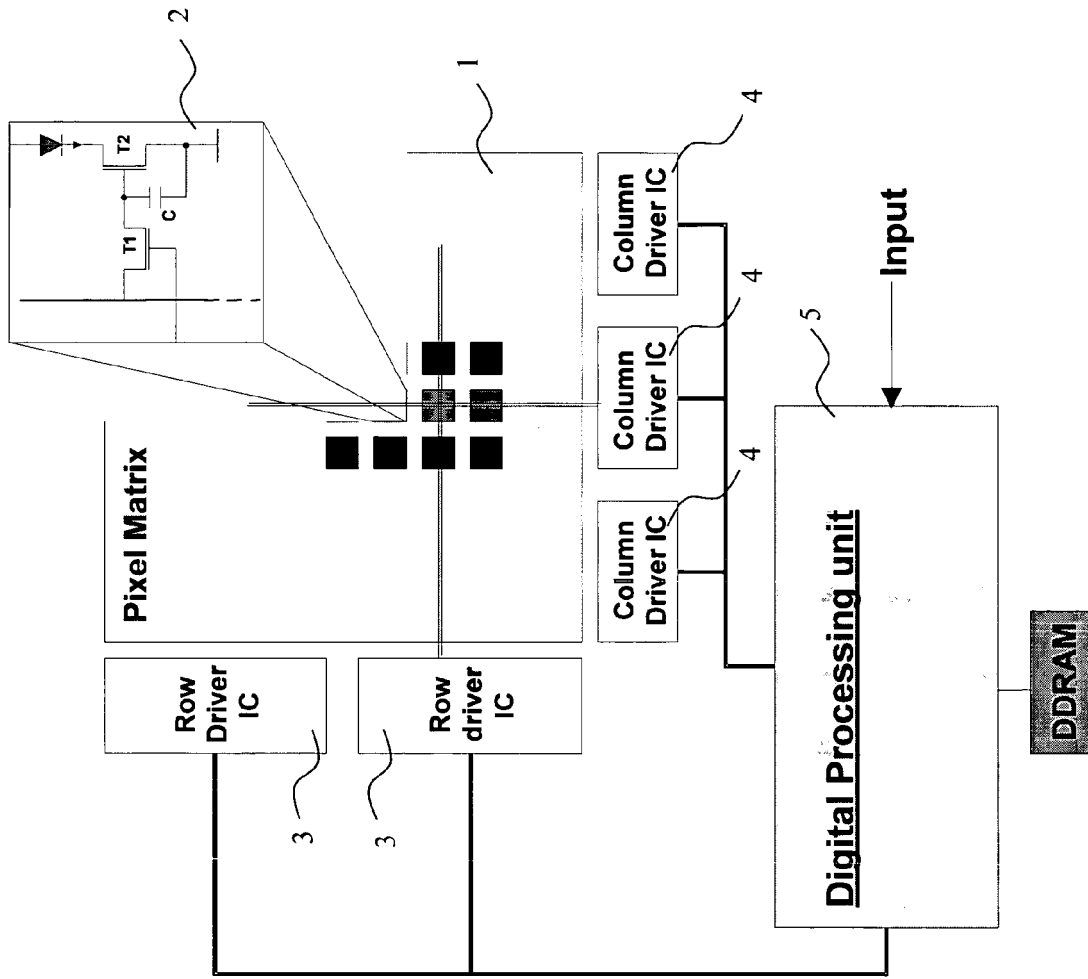 2
T2
C
T1
1
Pixel Matrix
Row
Driver
IC
3
Row
driver
IC
3
Column
Driver IC
4
Column
Driver IC
4
Column
Driver IC
4
Input
5
Digital Processing unit
DDRAM